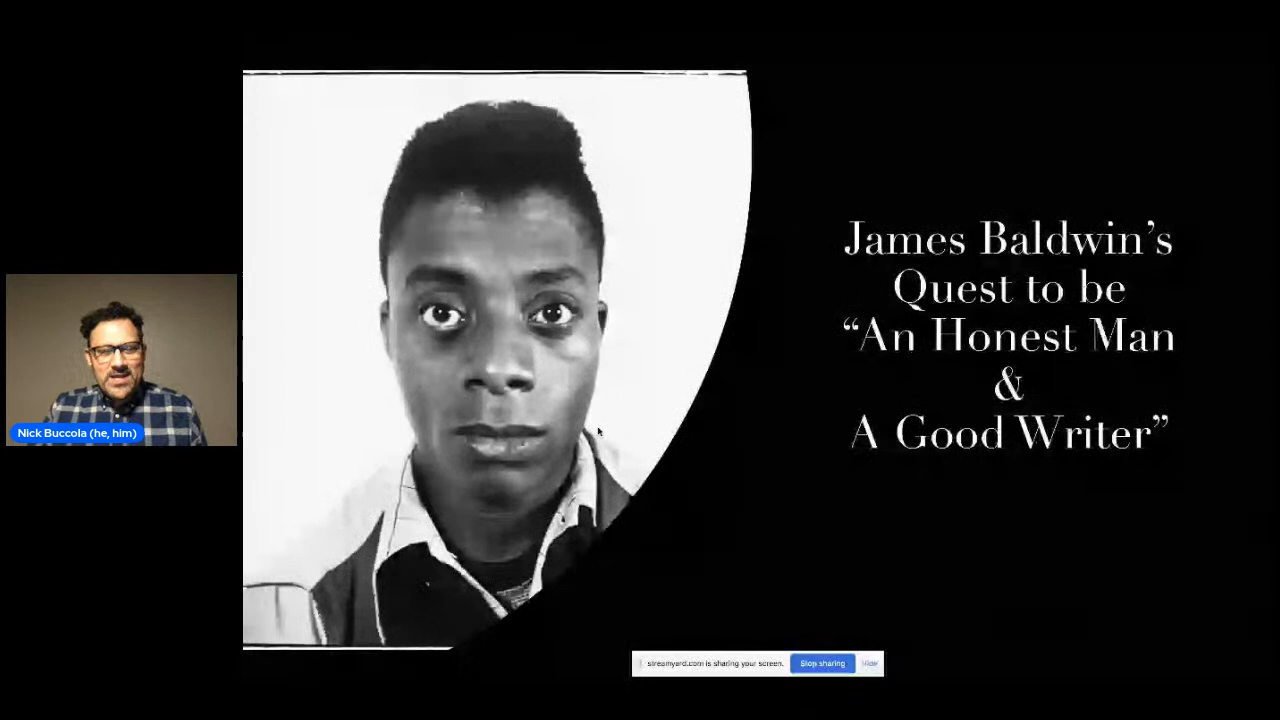 James Baldwin’s
Quest to be
“An Honest Man
&
A Good Writer”
Nick Buccola (he, him)
streamyard.com is sharing your screen.
Stop sharing
Hide